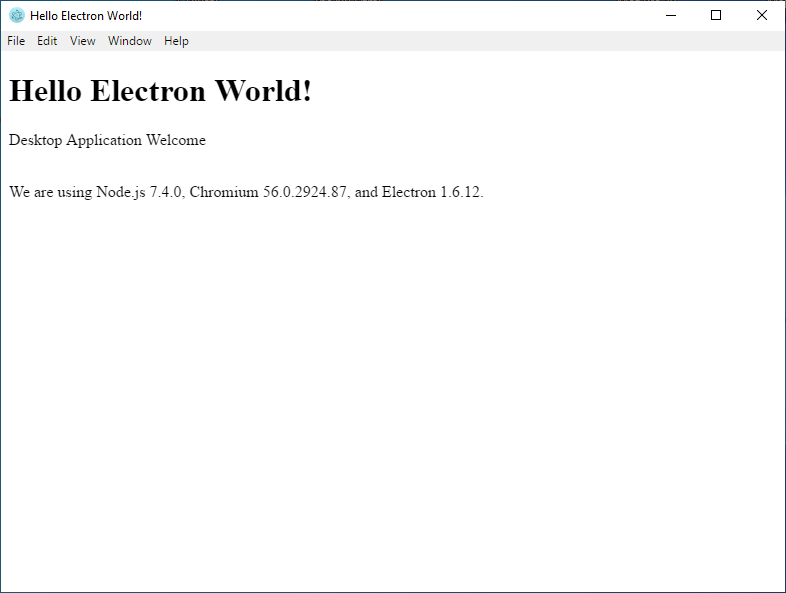 Hello Electron World!
File Edit View Window Help
Hello Electron World!
Desktop Application Welcome
We are using Node.js 7.4.0, Chromium 56.0.2924.87, and Electron 1.6.12.